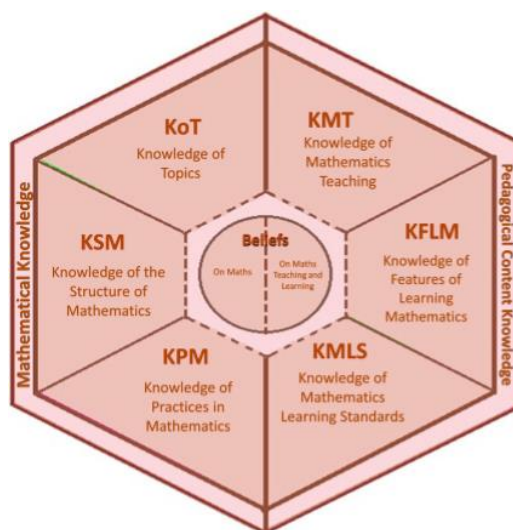 KoT
Knowledge of
Topics
KMT
Knowledge of
Mathematics
Teaching
Mathematical Knowledge
KSM
Knowledge of the
Structure of
Mathematics
Beliefs
On Maths
On Maths
Teaching and
Learning
KFLM
Knowledge of
Features of
Learning
Mathematics
Pedagogical Content Knowledge
KPM
Knowledge of
Practices in
Mathematics
KMLS
Knowledge of
Mathematics
Learning Standards